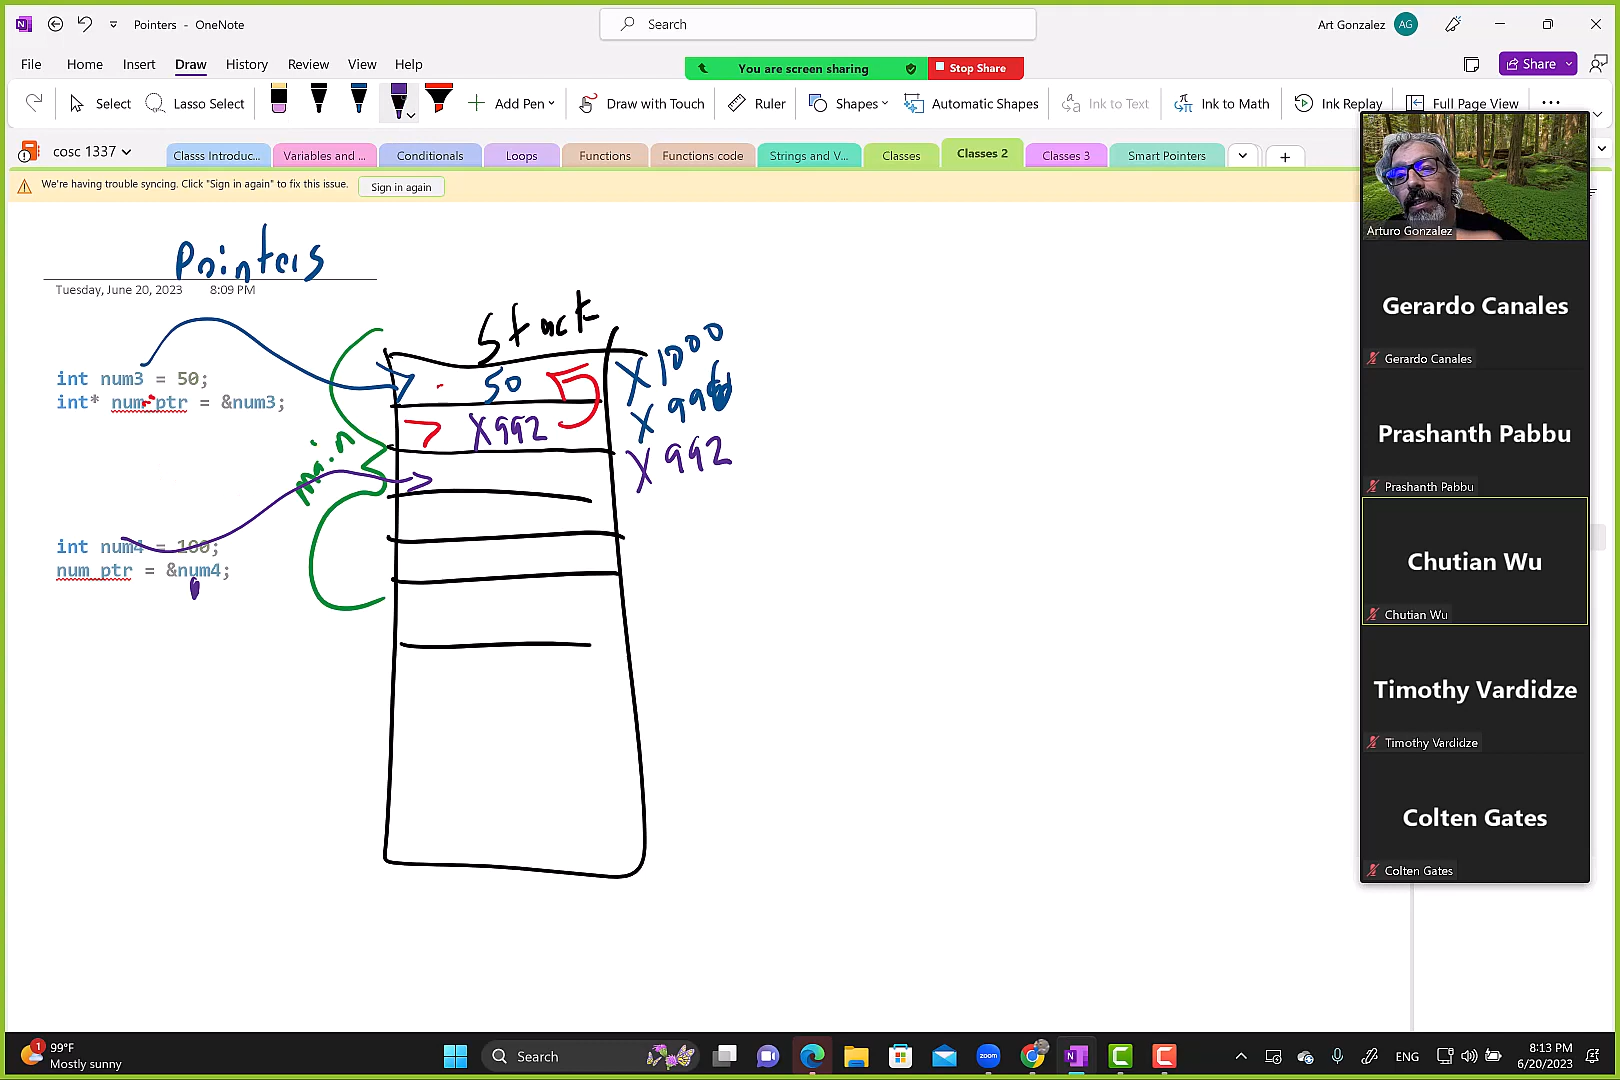 Pointers - OneNote
Search
Art Gonzalez AG
File Home Insert Draw History Review View Help
You are screen sharing Stop Share
Share
Select Lasso Select Add Pen Draw with Touch Ruler Shapes Automatic Shapes Ink to Text Ink to Math Ink Replay Full Page View
cosc 1337
Classs Introduc... Variables and ... Conditionals Loops Functions Functions code Strings and V... Classes Classes 2 Classes 3 Smart Pointers
We're having trouble syncing. Click "Sign in again" to fix this issue. Sign in again
Pointers
Tuesday, June 20, 2023 8:09 PM
Stack
int num3 = 50;
int* num_ptr = &num3;
50 X1000
X992 X996
main X992
int num4 = 100;
num_ptr = &num4;
Arturo Gonzalez
Gerardo Canales
Gerardo Canales
Prashanth Pabbu
Prashanth Pabbu
Chutian Wu
Chutian Wu
Timothy Vardidze
Timothy Vardidze
Colten Gates
Colten Gates
1
99°F
Mostly sunny
Search
zoom
ENG
8:13 PM
6/20/2023